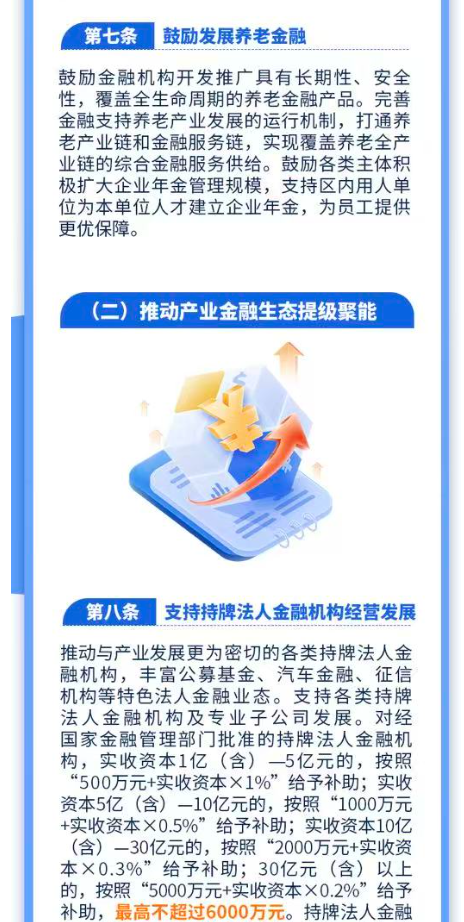 第七条 鼓励发展养老金融
鼓励金融机构开发推广具有长期性、安全
性，覆盖全生命周期的养老金融产品。完善
金融支持养老产业发展的运行机制，打通养
老产业链和金融服务链，实现覆盖养老全产
业链的综合金融服务供给。鼓励各类主体积
极扩大企业年金管理规模，支持区内用人单
位为本单位人才建立企业年金，为员工提供
更优保障。
（二）推动产业金融生态提级聚能
第八条 支持持牌法人金融机构经营发展
推动与产业发展更为密切的各类持牌法人金
融机构，丰富公募基金、汽车金融、征信
机构等特色法人金融业态。支持各类持牌
法人金融机构及专业子公司发展。对经
国家金融管理部门批准的持牌法人金融机
构，实收资本1亿（含）—5亿元的，按照
“500万元+实收资本×1%”给予补助；实收
资本5亿（含）—10亿元的，按照“1000万元
+实收资本×0.5%”给予补助；实收资本10亿
（含）—30亿元的，按照“2000万元+实收资
本×0.3%”给予补助；30亿元（含）以上
的，按照“5000万元+实收资本×0.2%”给予
补助，最高不超过6000万元。持牌法人金融